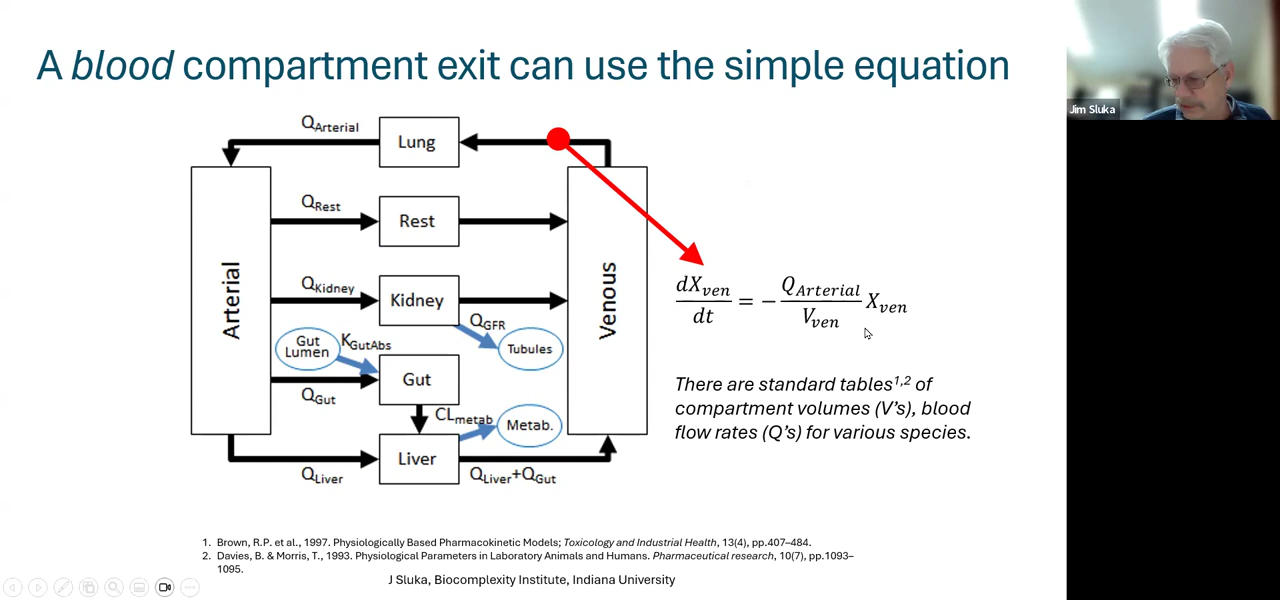 A blood compartment exit can use the simple equation
Jim Sluka
Q_Arterial
Lung
Q_Rest
Rest
Arterial
Venous
Q_Kidney
Kidney
Q_GFR
Tubules
Gut
Lumen
K_GutAbs
Gut
Q_Gut
CL_metab
Metab.
Liver
Q_Liver
Q_Liver+Q_Gut
dX_ven/dt = − Q_Arterial/V_ven X_ven
There are standard tables^1,2 of
compartment volumes (V’s), blood
flow rates (Q’s) for various species.
1. Brown, R.P. et al., 1997. Physiologically Based Pharmacokinetic Models; Toxicology and Industrial Health, 13(4), pp.407–484.
2. Davies, B. & Morris, T., 1993. Physiological Parameters in Laboratory Animals and Humans. Pharmaceutical research, 10(7), pp.1093–
1095.
J Sluka, Biocomplexity Institute, Indiana University